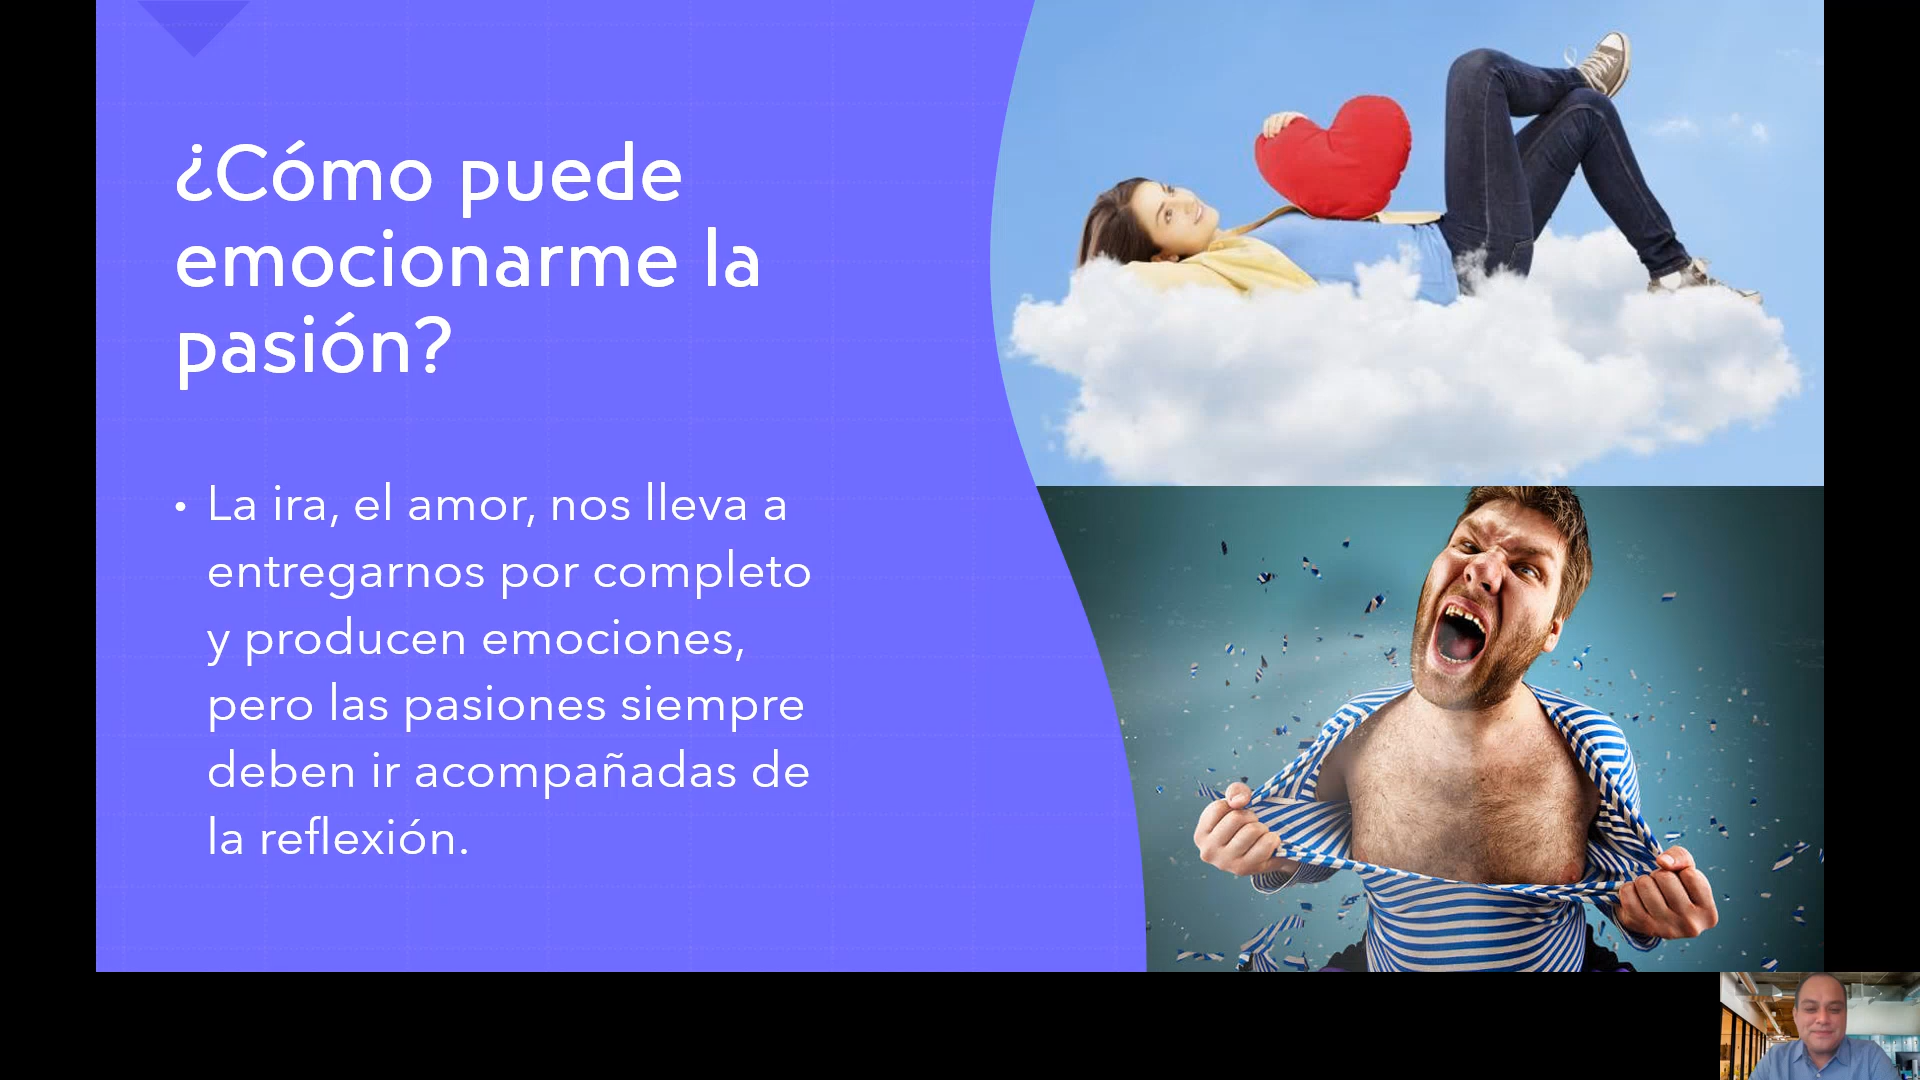 ¿Cómo puede
emocionarme la
pasión?
• La ira, el amor, nos lleva a
entregarnos por completo
y producen emociones,
pero las pasiones siempre
deben ir acompañadas de
la reflexión.